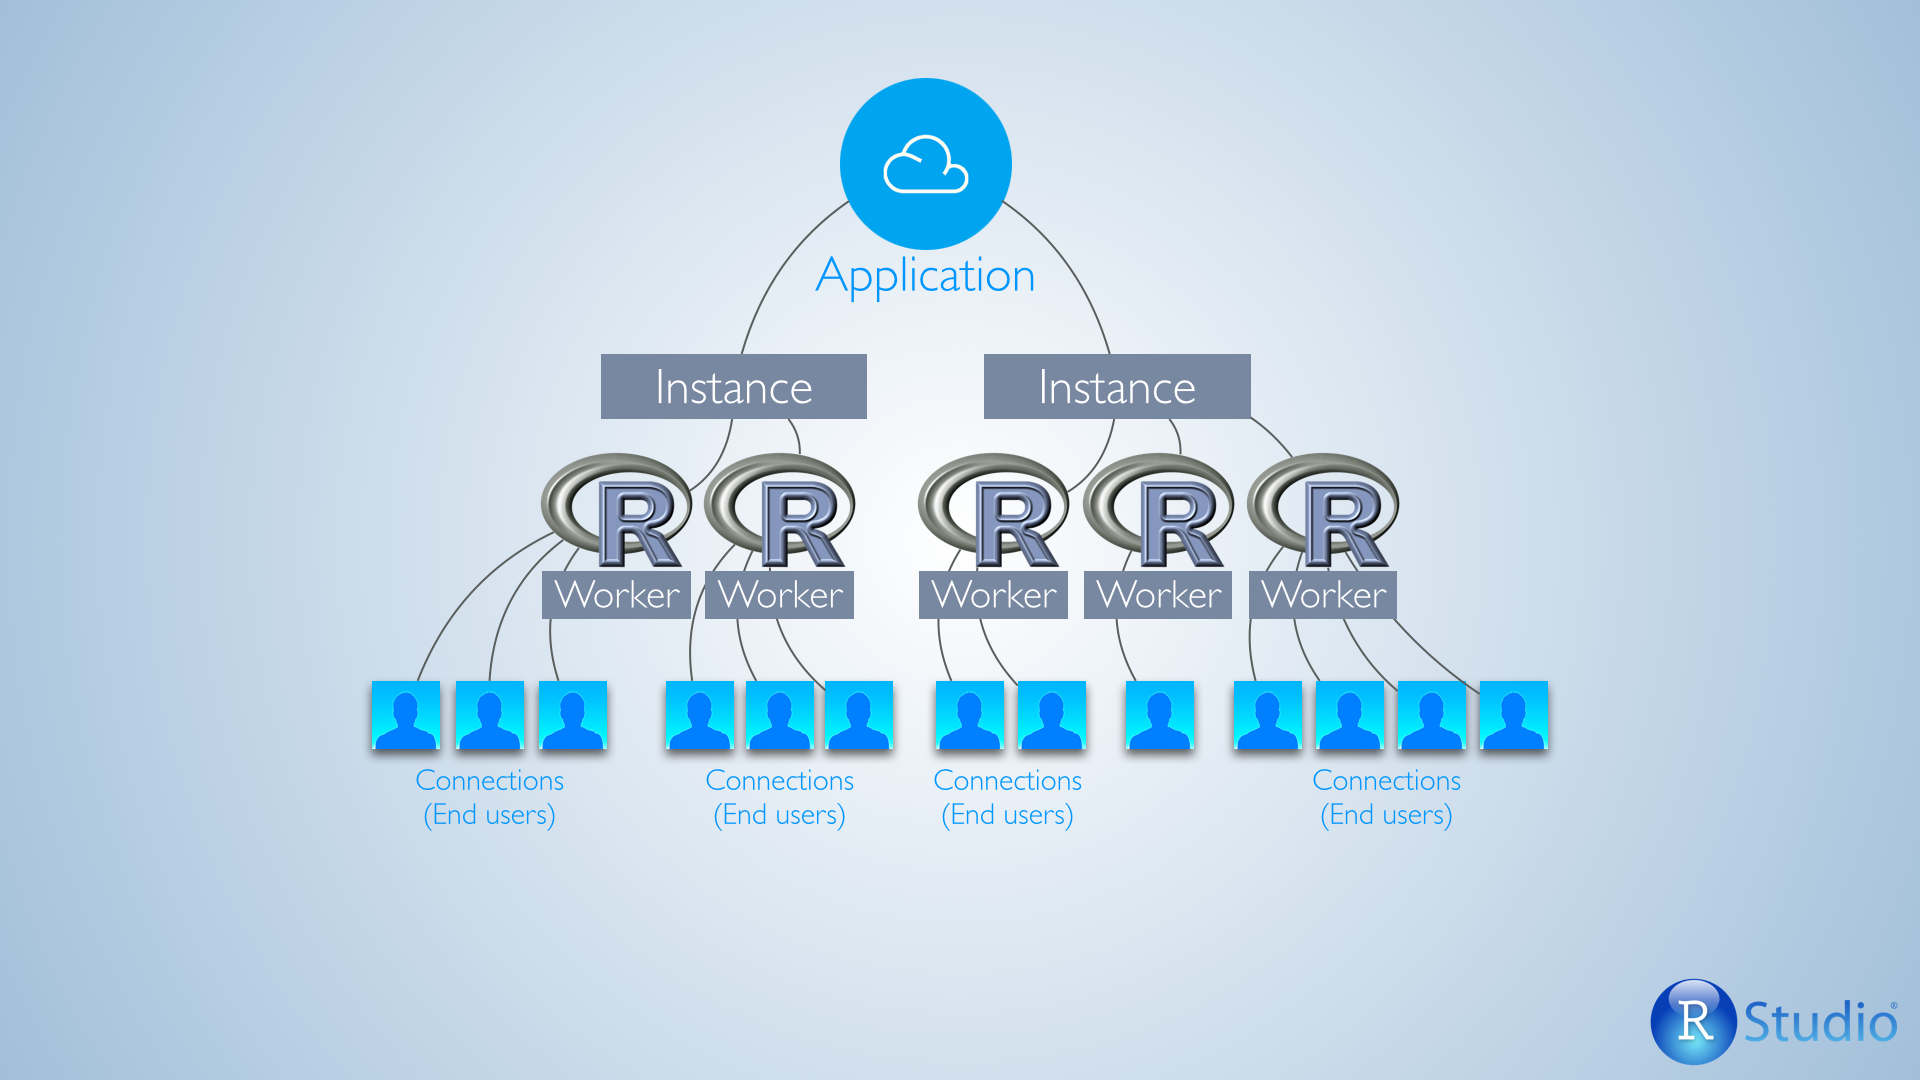 Application
Instance
Instance
R
R
R
R
R
Worker
Worker
Worker
Worker
Worker
Connections
(End users)
Connections
(End users)
Connections
(End users)
Connections
(End users)
R Studio®